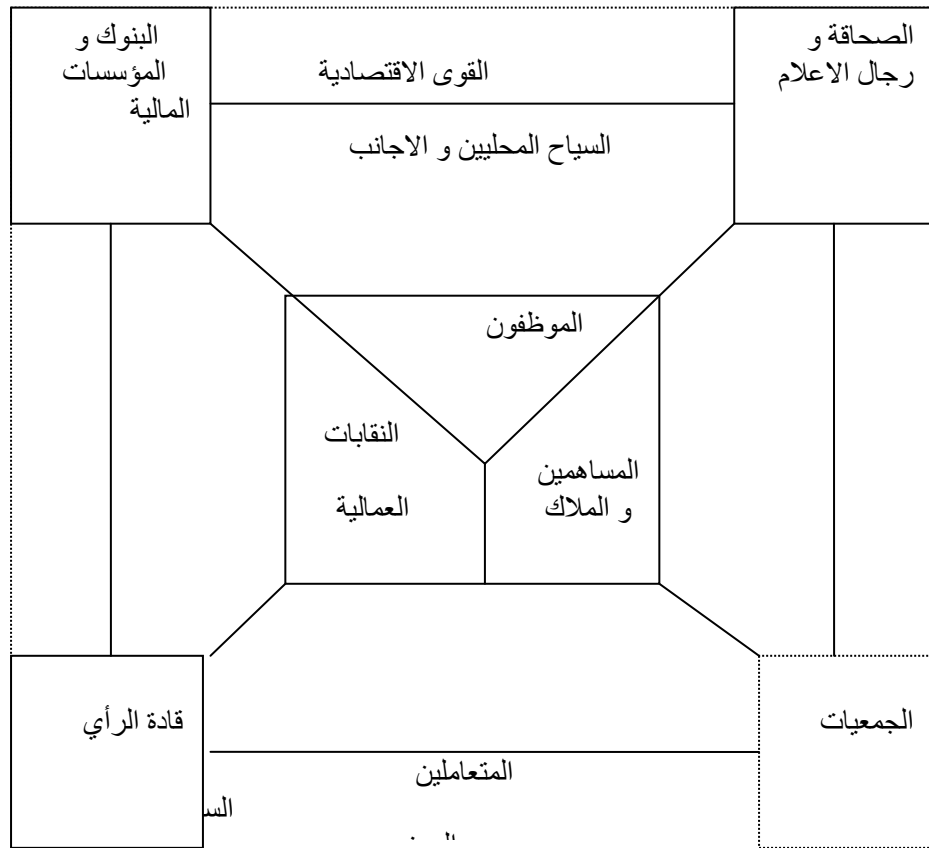 الصحاقة و
رجال الاعلام
القوى الاقتصادية
البنوك و
المؤسسات
المالية
السياح المحليين و الاجانب
الموظفون
النقابات
العمالية
المساهمين
و الملاك
الجمعيات
قادة الرأي
المتعاملين